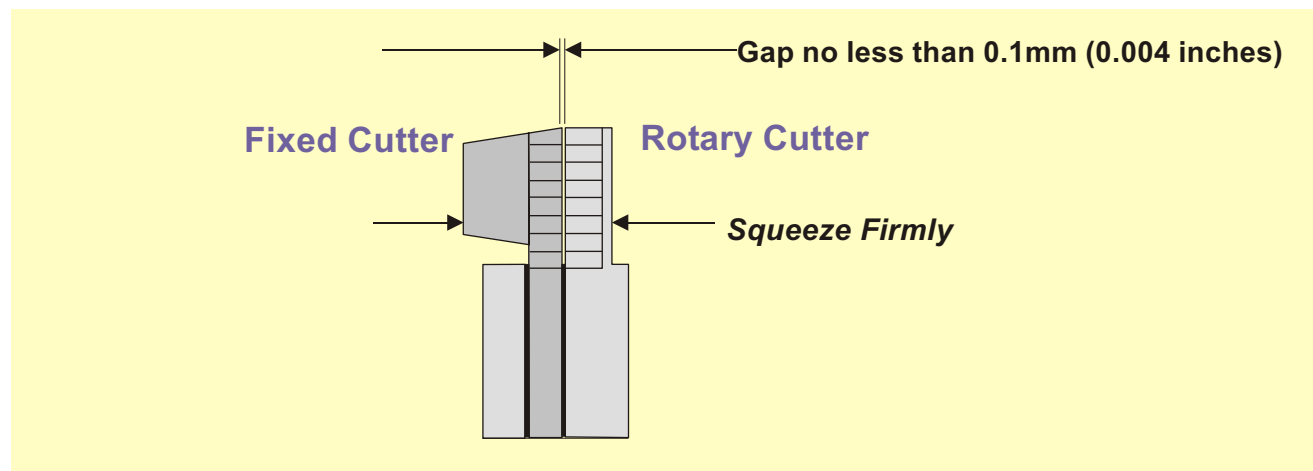 Gap no less than 0.1mm (0.004 inches)
Fixed Cutter
Rotary Cutter
Squeeze Firmly